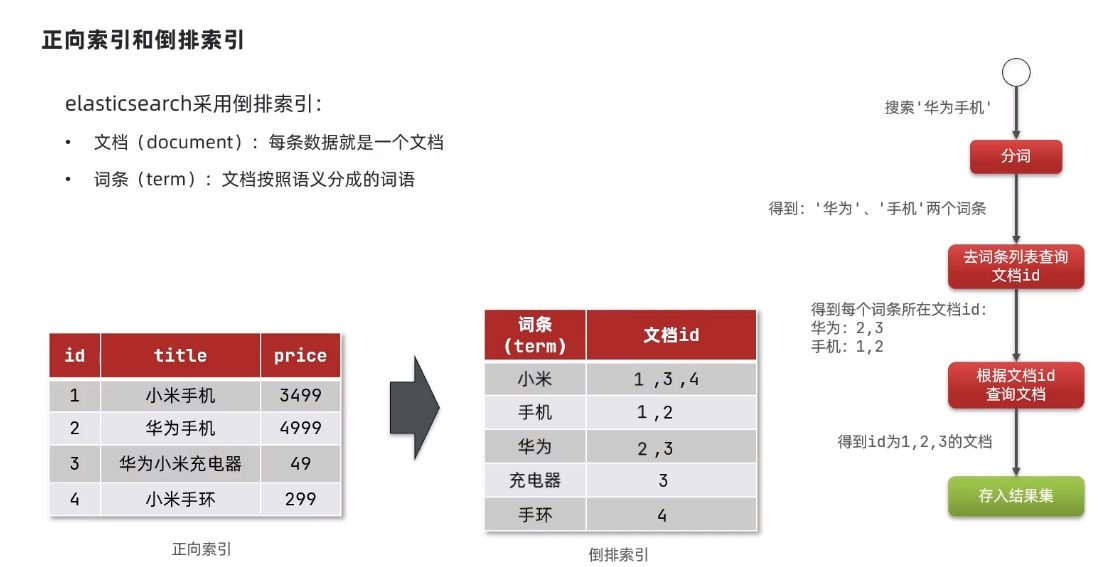 正向索引和倒排索引
elasticsearch采用倒排索引：
• 文档（document）：每条数据就是一个文档
• 词条（term）：文档按照语义分成的词语
id title price
1 小米手机 3499
2 华为手机 4999
3 华为小米充电器 49
4 小米手环 299
正向索引
词条
(term) 文档id
小米 1 ,3 ,4
手机 1 ,2
华为 2 ,3
充电器 3
手环 4
倒排索引
搜索'华为手机'
分词
得到：'华为'、'手机'两个词条
去词条列表查询
文档id
得到每个词条所在文档id：
华为：2,3
手机：1,2
根据文档id
查询文档
得到id为1,2,3的文档
存入结果集